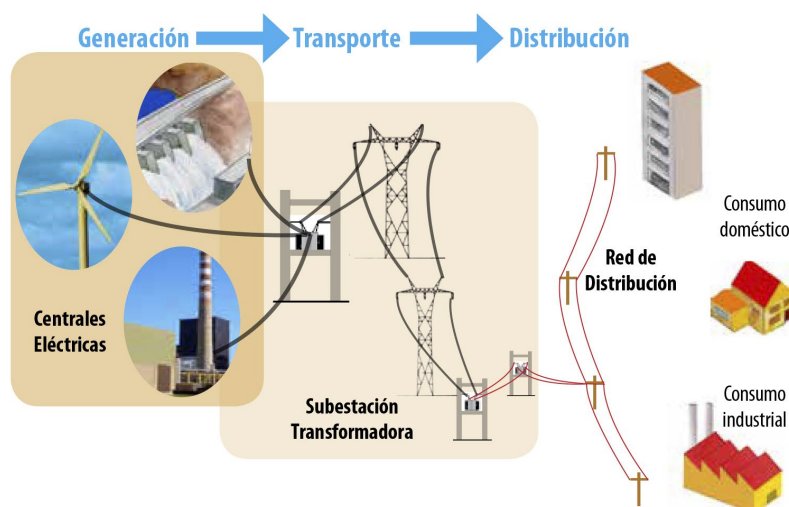 Generación
Transporte
Distribución
Consumo
doméstico
Red de
Distribución
Centrales
Eléctricas
Consumo
industrial
Subestación
Transformadora